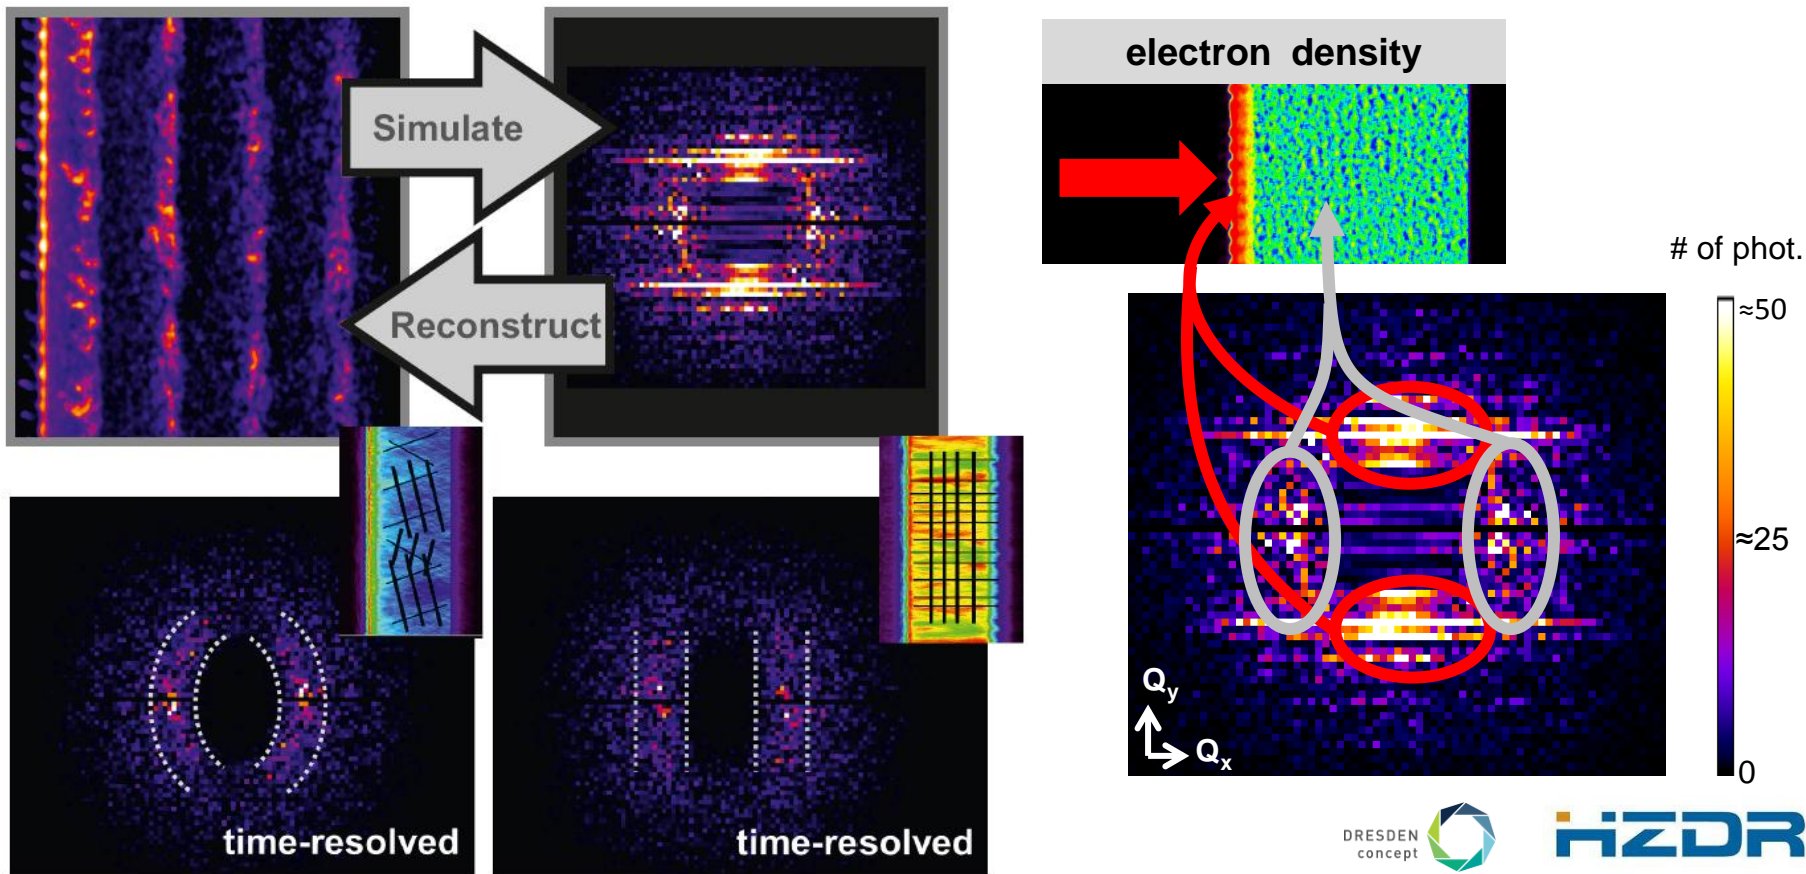 Simulate
Reconstruct
time-resolved
time-resolved
electron density
# of phot.
≈50
≈25
0
Qy
Qx
DRESDEN
concept
HZDR